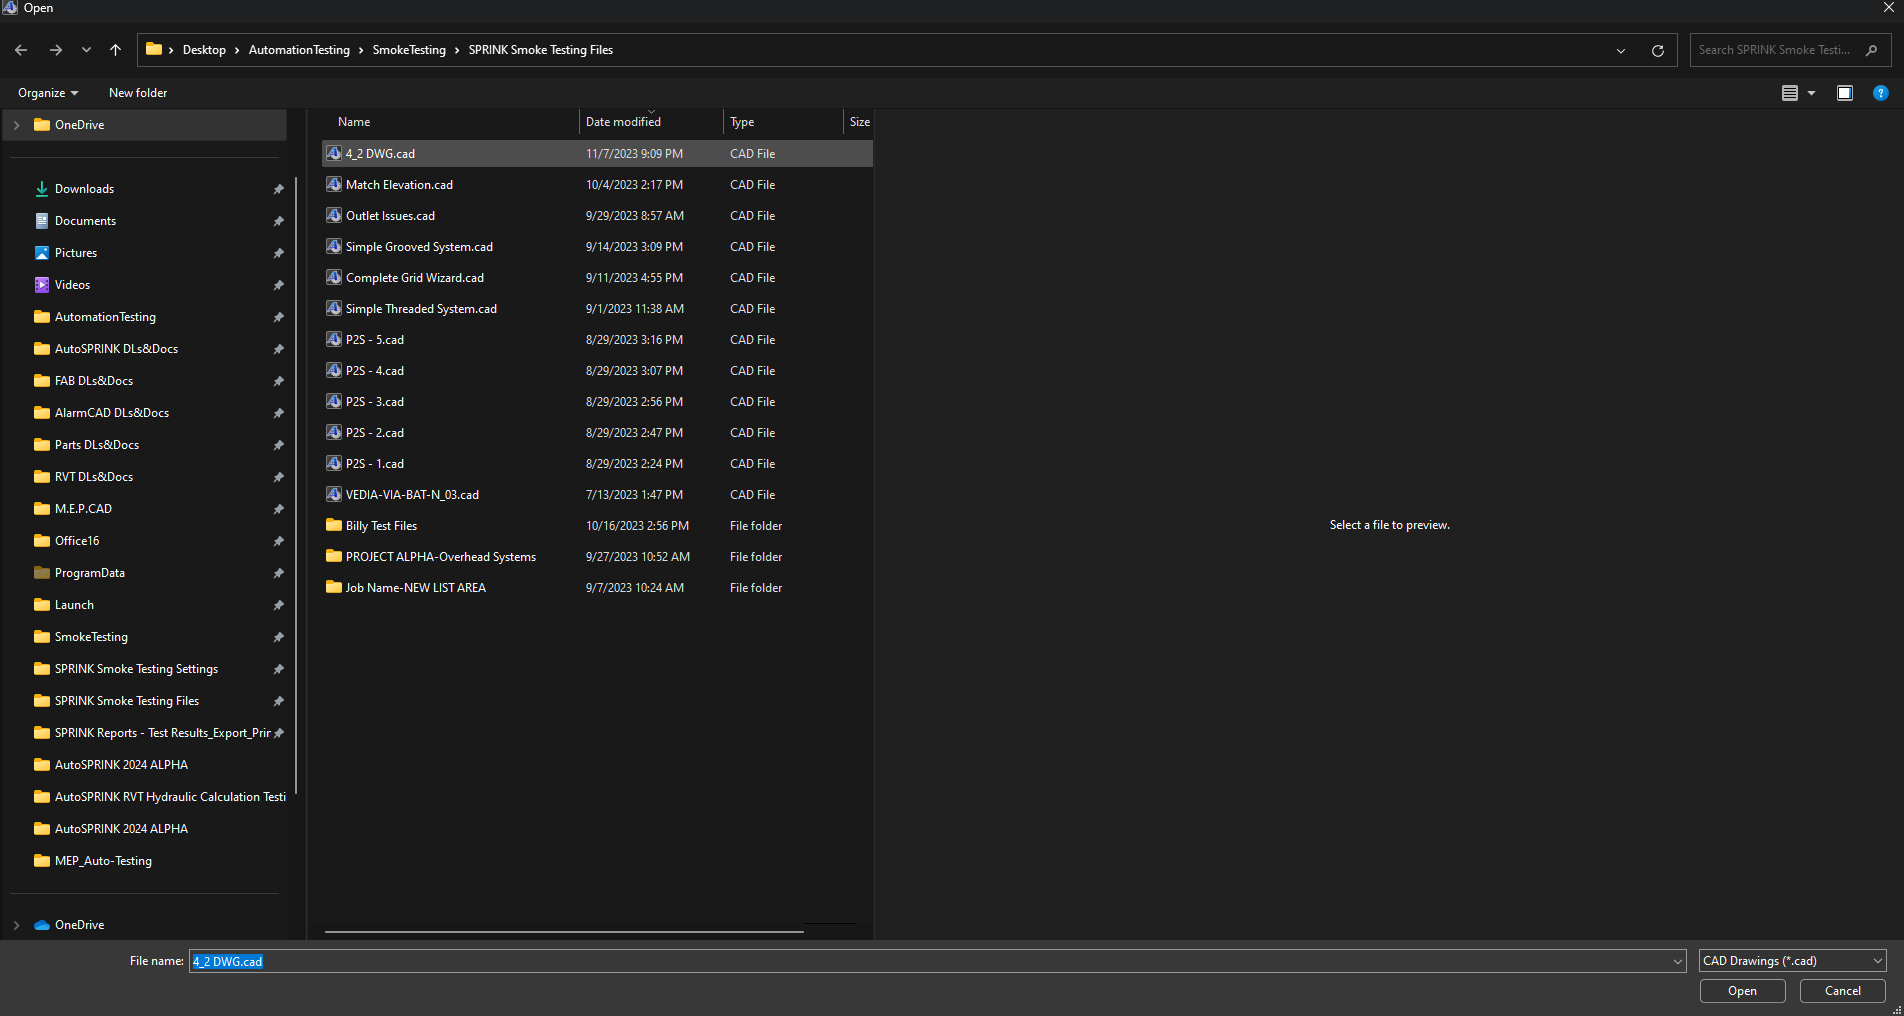 Open
Desktop > AutomationTesting > SmokeTesting > SPRINK Smoke Testing Files
Search SPRINK Smoke Testi...
Organize
New folder
OneDrive
Downloads
Documents
Pictures
Videos
AutomationTesting
AutoSPRINK DLs&Docs
FAB DLs&Docs
AlarmCAD DLs&Docs
Parts DLs&Docs
RVT DLs&Docs
M.E.P.CAD
Office16
ProgramData
Launch
SmokeTesting
SPRINK Smoke Testing Settings
SPRINK Smoke Testing Files
SPRINK Reports - Test Results_Export_Prin
AutoSPRINK 2024 ALPHA
AutoSPRINK RVT Hydraulic Calculation Testi
AutoSPRINK 2024 ALPHA
MEP_Auto-Testing
OneDrive
Name Date modified Type Size
4_2 DWG.cad 11/7/2023 9:09 PM CAD File
Match Elevation.cad 10/4/2023 2:17 PM CAD File
Outlet Issues.cad 9/29/2023 8:57 AM CAD File
Simple Grooved System.cad 9/14/2023 3:09 PM CAD File
Complete Grid Wizard.cad 9/11/2023 4:55 PM CAD File
Simple Threaded System.cad 9/1/2023 11:38 AM CAD File
P2S - 5.cad 8/29/2023 3:16 PM CAD File
P2S - 4.cad 8/29/2023 3:07 PM CAD File
P2S - 3.cad 8/29/2023 2:56 PM CAD File
P2S - 2.cad 8/29/2023 2:47 PM CAD File
P2S - 1.cad 8/29/2023 2:24 PM CAD File
VEDIA-VIA-BAT-N_03.cad 7/13/2023 1:47 PM CAD File
Billy Test Files 10/16/2023 2:56 PM File folder
PROJECT ALPHA-Overhead Systems 9/27/2023 10:52 AM File folder
Job Name-NEW LIST AREA 9/7/2023 10:24 AM File folder
Select a file to preview.
File name: 4_2 DWG.cad
CAD Drawings (*.cad)
Open
Cancel